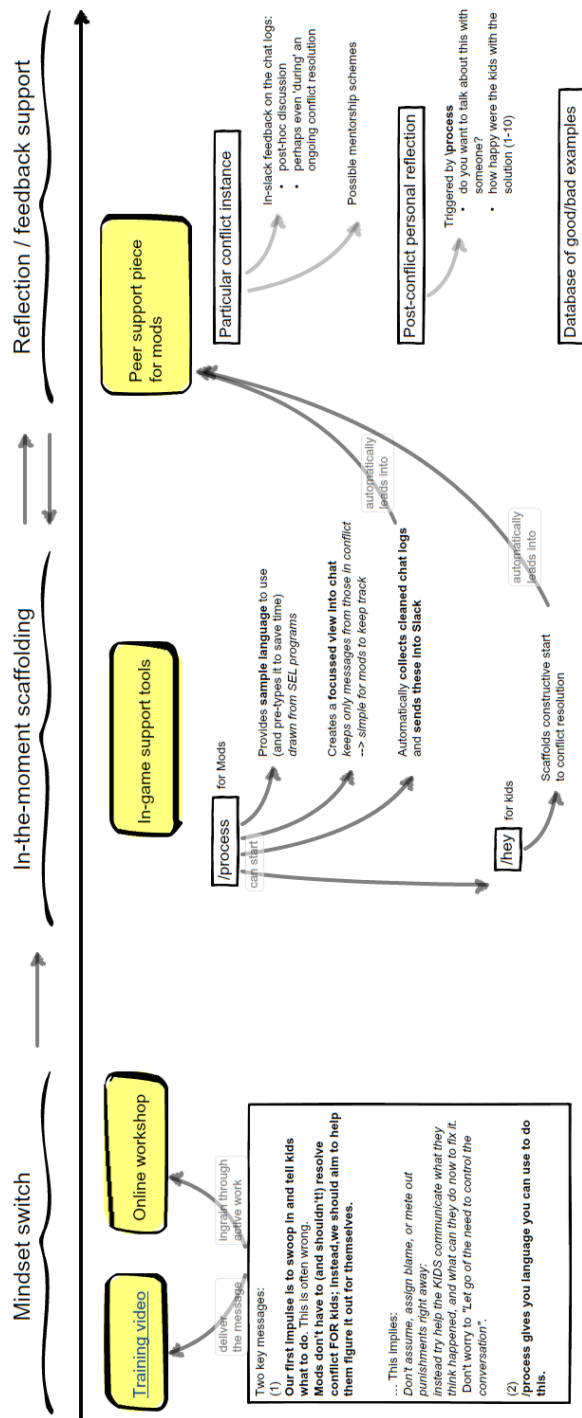 Mindset switch
In-the-moment scaffolding
Reflection / feedback support
Training video
Online workshop
deliver
the message
ingrain through
active work
Two key messages:
(1)
Our first impulse is to swoop in and tell kids
what to do. This is often wrong.
Mods don't have to (and shouldn't!) resolve
conflict FOR kids; instead,we should aim to help
them figure it out for themselves.
... This implies:
Don't assume, assign blame, or mete out
punishments right away:
instead try help the KIDS communicate what they
think happened, and what can they do now to fix it.
Don't worry to "Let go of the need to control the
conversation".
(2)
/process gives you language you can use to do
this.
In-game support tools
/process
for Mods
can start
Provides sample language to use
(and pre-types it to save time)
drawn from SEL programs
Creates a focussed view into chat
keeps only messages from those in conflict
--> simple for mods to keep track
Automatically collects cleaned chat logs
and sends these into Slack
/hey
for kids
Scaffolds constructive start
to conflict resolution
automatically
leads into
automatically
leads into
Peer support piece
for mods
Particular conflict instance
In-slack feedback on the chat logs:
• post-hoc discussion
• perhaps even 'during' an
ongoing conflict resolution
Possible mentorship schemes
Post-conflict personal reflection
Triggered by \process
• do you want to talk about this with
someone?
• how happy were the kids with the
solution (1-10)
Database of good/bad examples